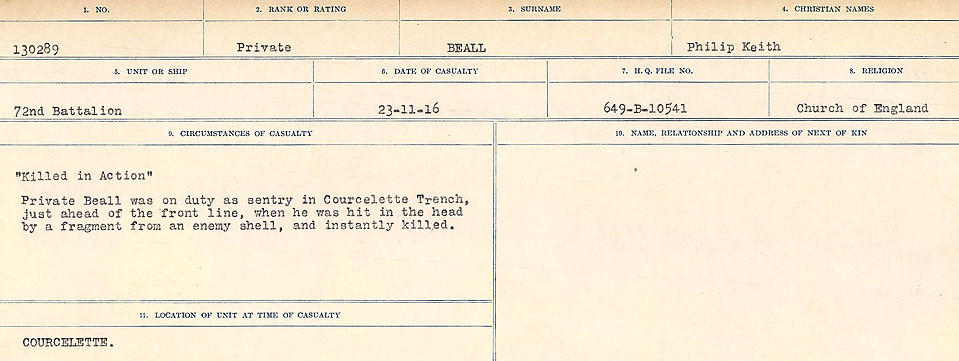 1. NO. 2. RANK OR RATING 3. SURNAME 4. CHRISTIAN NAMES
130289 Private BEALL Philip Keith
5. UNIT OR SHIP 6. DATE OF CASUALTY 7. H.Q. FILE NO. 8. RELIGION
72nd Battalion 23-11-16 649-B-10541 Church of England
9. CIRCUMSTANCES OF CASUALTY
"Killed in Action"
Private Beall was on duty as sentry in Courcelette Trench,
just ahead of the front line, when he was hit in the head
by a fragment from an enemy shell, and instantly killed.
10. NAME, RELATIONSHIP AND ADDRESS OF NEXT OF KIN
11. LOCATION OF UNIT AT TIME OF CASUALTY
COURCELETTE.